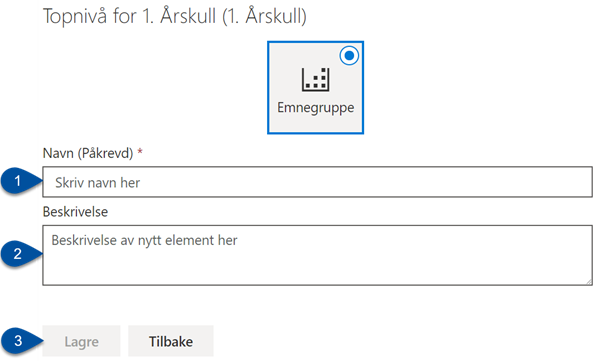 Topnivå for 1. Årskull (1. Årskull)
Emnegruppe
Navn (Påkrevd) *
1
Skriv navn her
Beskrivelse
2
Beskrivelse av nytt element her
3
Lagre
Tilbake